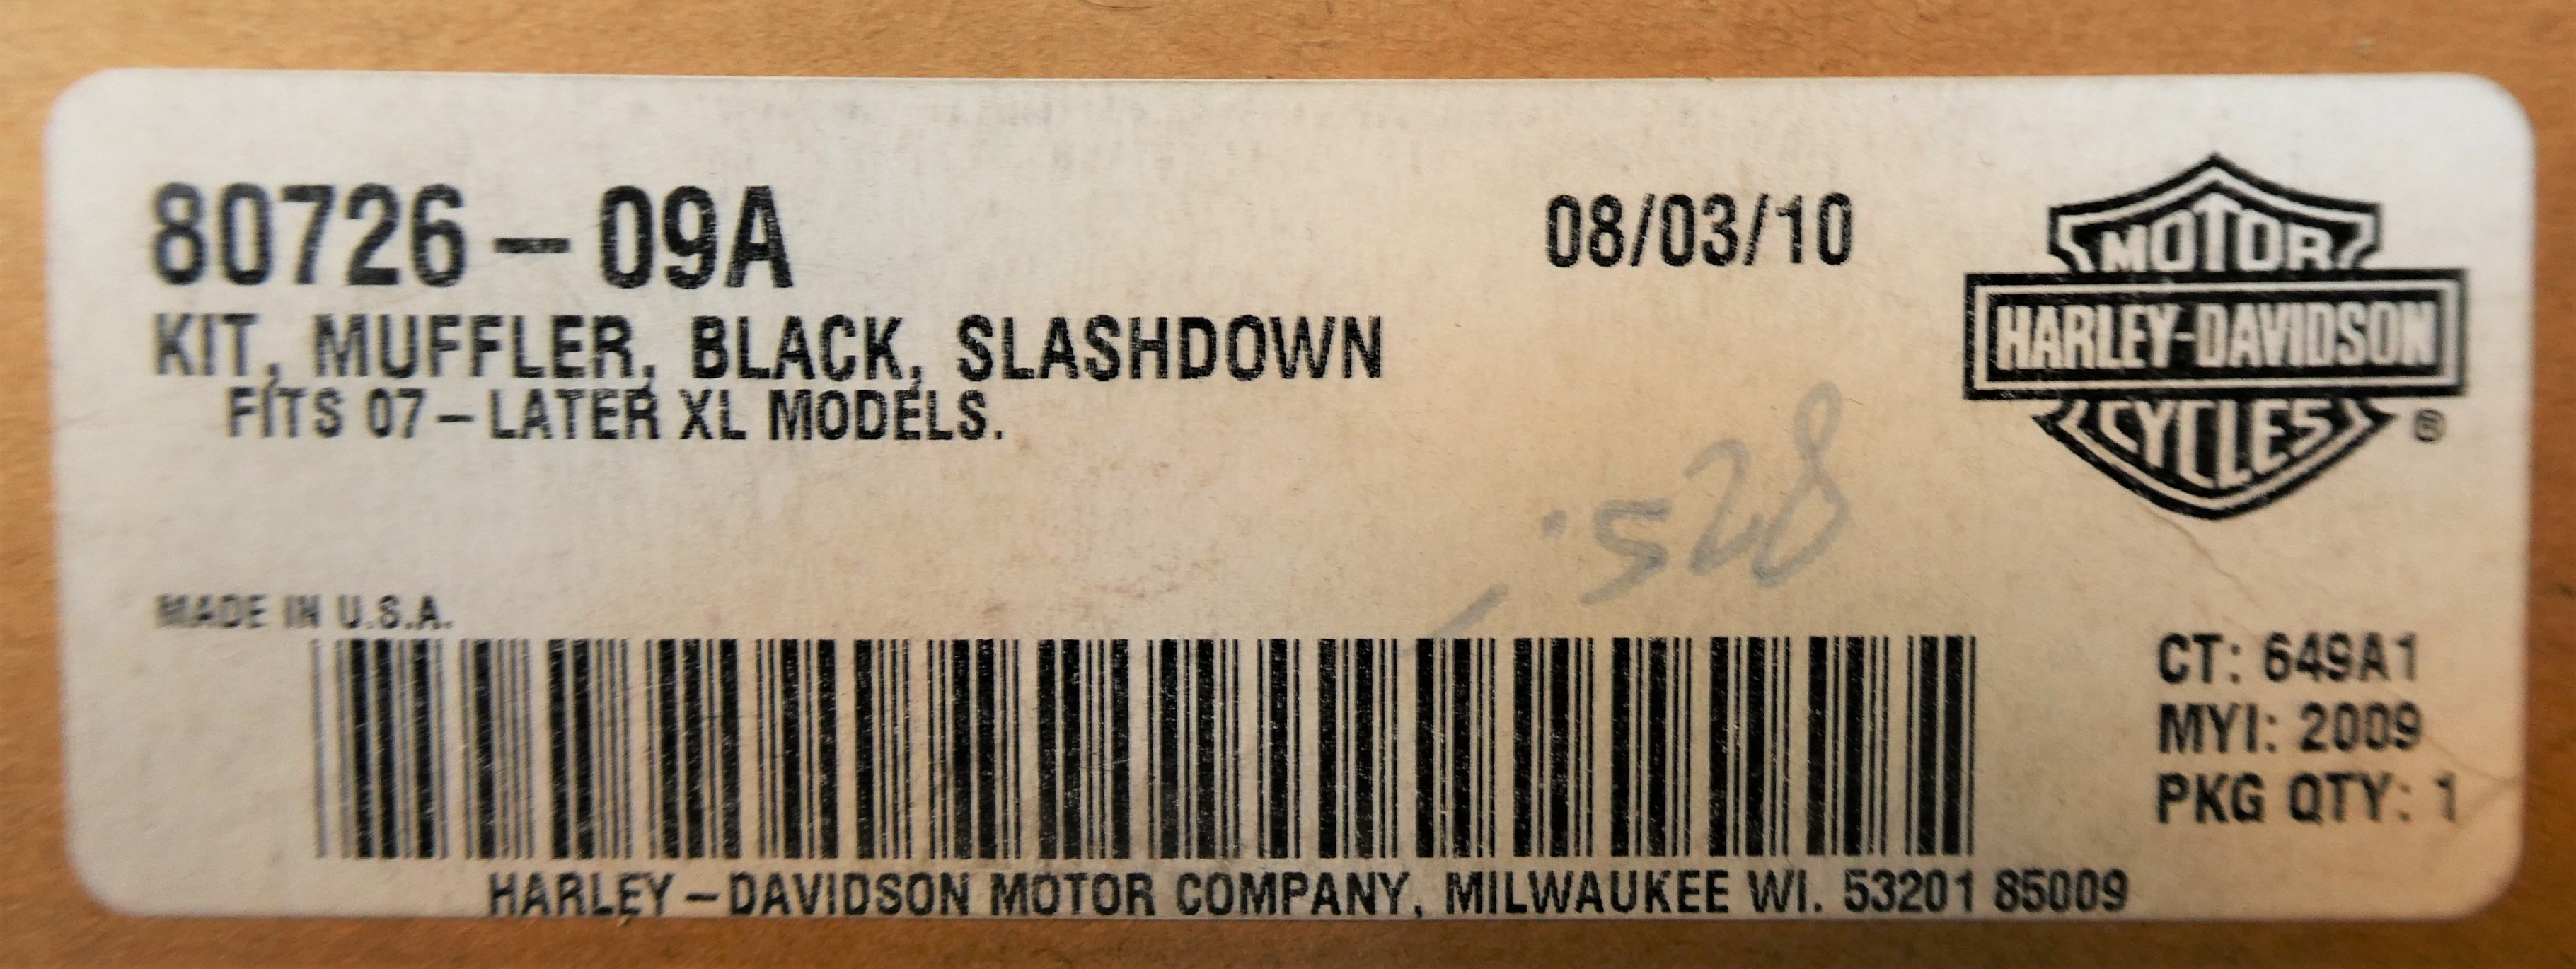 80726-09A
08/03/10
KIT, MUFFLER, BLACK, SLASHDOWN
FITS 07-LATER XL MODELS.
MOTOR
HARLEY-DAVIDSON
CYCLES
®
.528
MADE IN U.S.A.
CT: 649A1
MYI: 2009
PKG QTY: 1
HARLEY-DAVIDSON MOTOR COMPANY, MILWAUKEE WI. 53201 85009